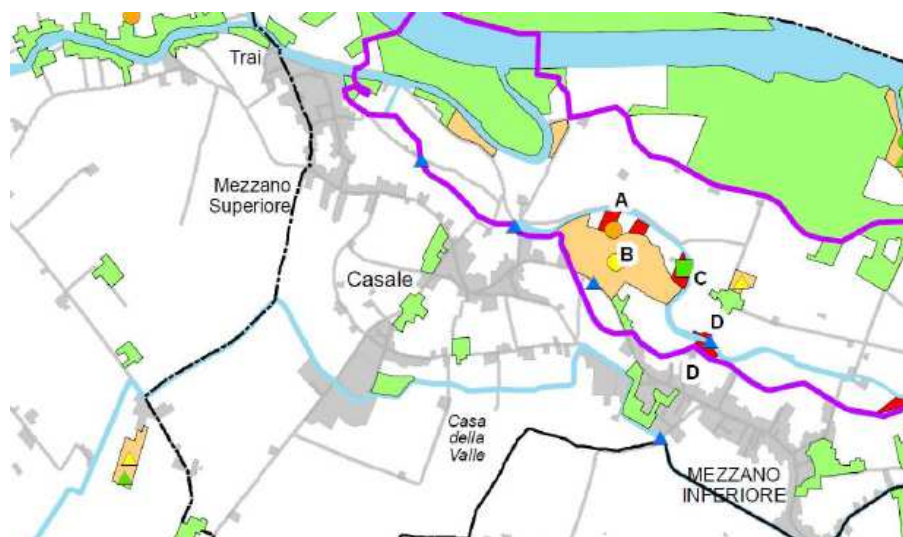 Trai
Mezzano
Superiore
A
B
Casale
C
D
D
Casa
della
Valle
MEZZANO
INFERIORE